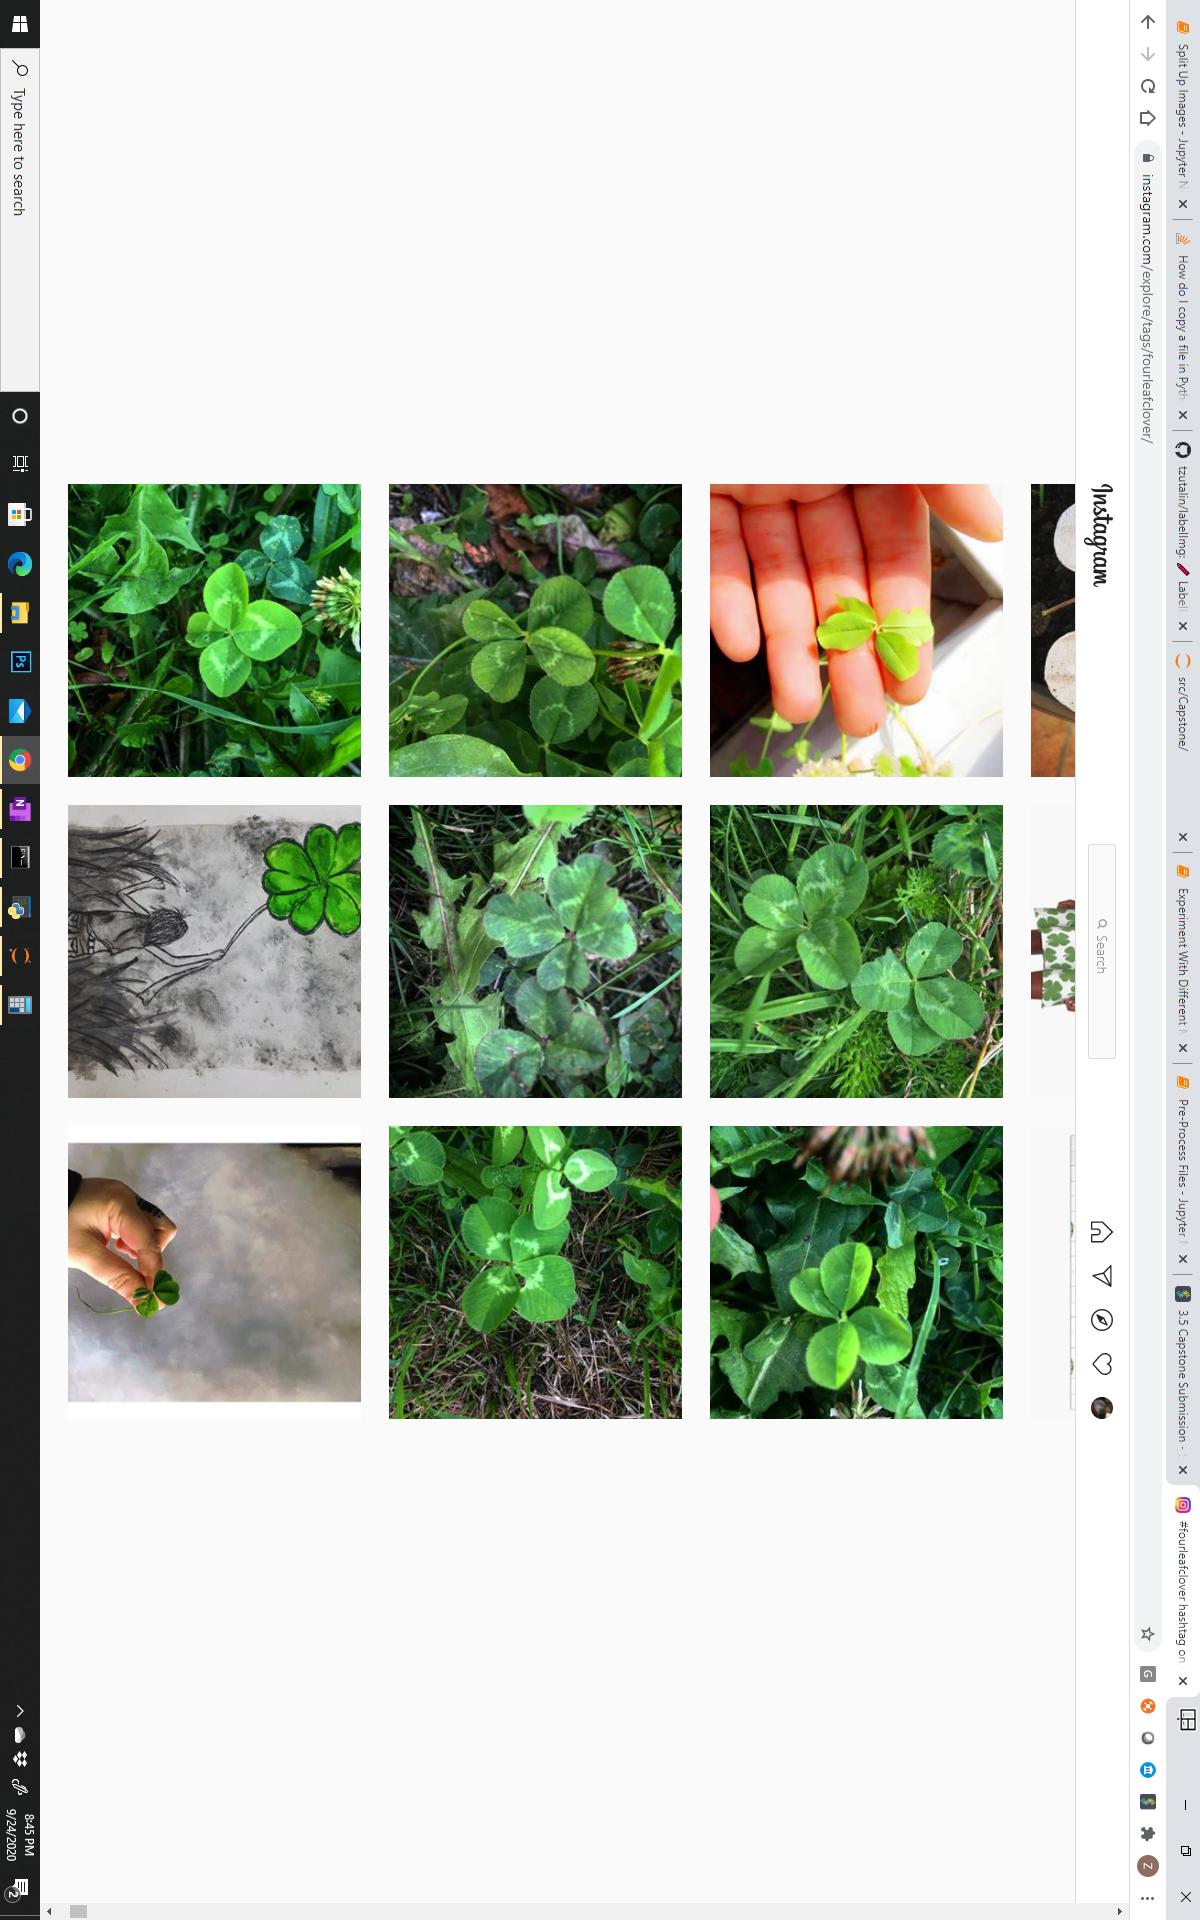 Split Up Images - Jupyter N
How do I copy a file in Pyth
tzutalin/labelImg: Label
src/Capstone/
Experiment With Different
Pre-Process Files - Jupyter
3.5 Capstone Submission -
#fourleafclover hashtag on
instagram.com/explore/tags/fourleafclover/
G
Z
Instagram
Search
Type here to search
Ps
N
8:45 PM
9/24/2020
2